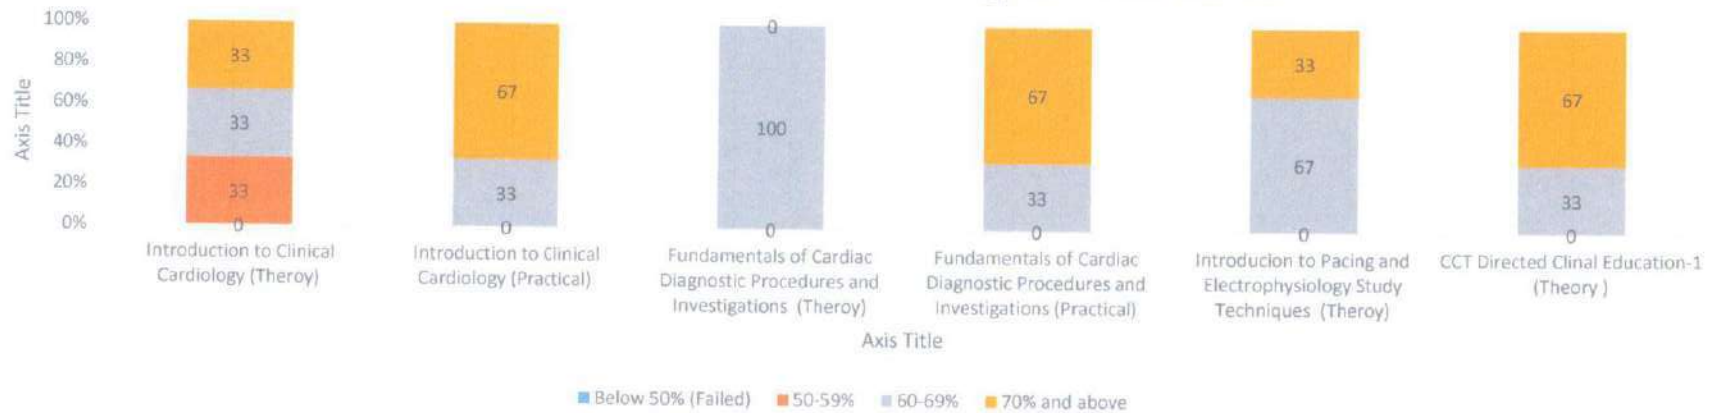 100%
80%
60%
40%
20%
0%
Axis Title
33
33
33
0
67
33
0
0
100
0
67
33
0
33
67
0
67
33
0
Introduction to Clinical
Cardiology (Theroy)
Introduction to Clinical
Cardiology (Practical)
Fundamentals of Cardiac
Diagnostic Procedures and
Investigations (Theroy)
Fundamentals of Cardiac
Diagnostic Procedures and
Investigations (Practical)
Introducion to Pacing and
Electrophysiology Study
Techniques (Theroy)
CCT Directed Clinal Education-1
(Theory )
Axis Title
Below 50% (Failed) 50-59% 60-69% 70% and above